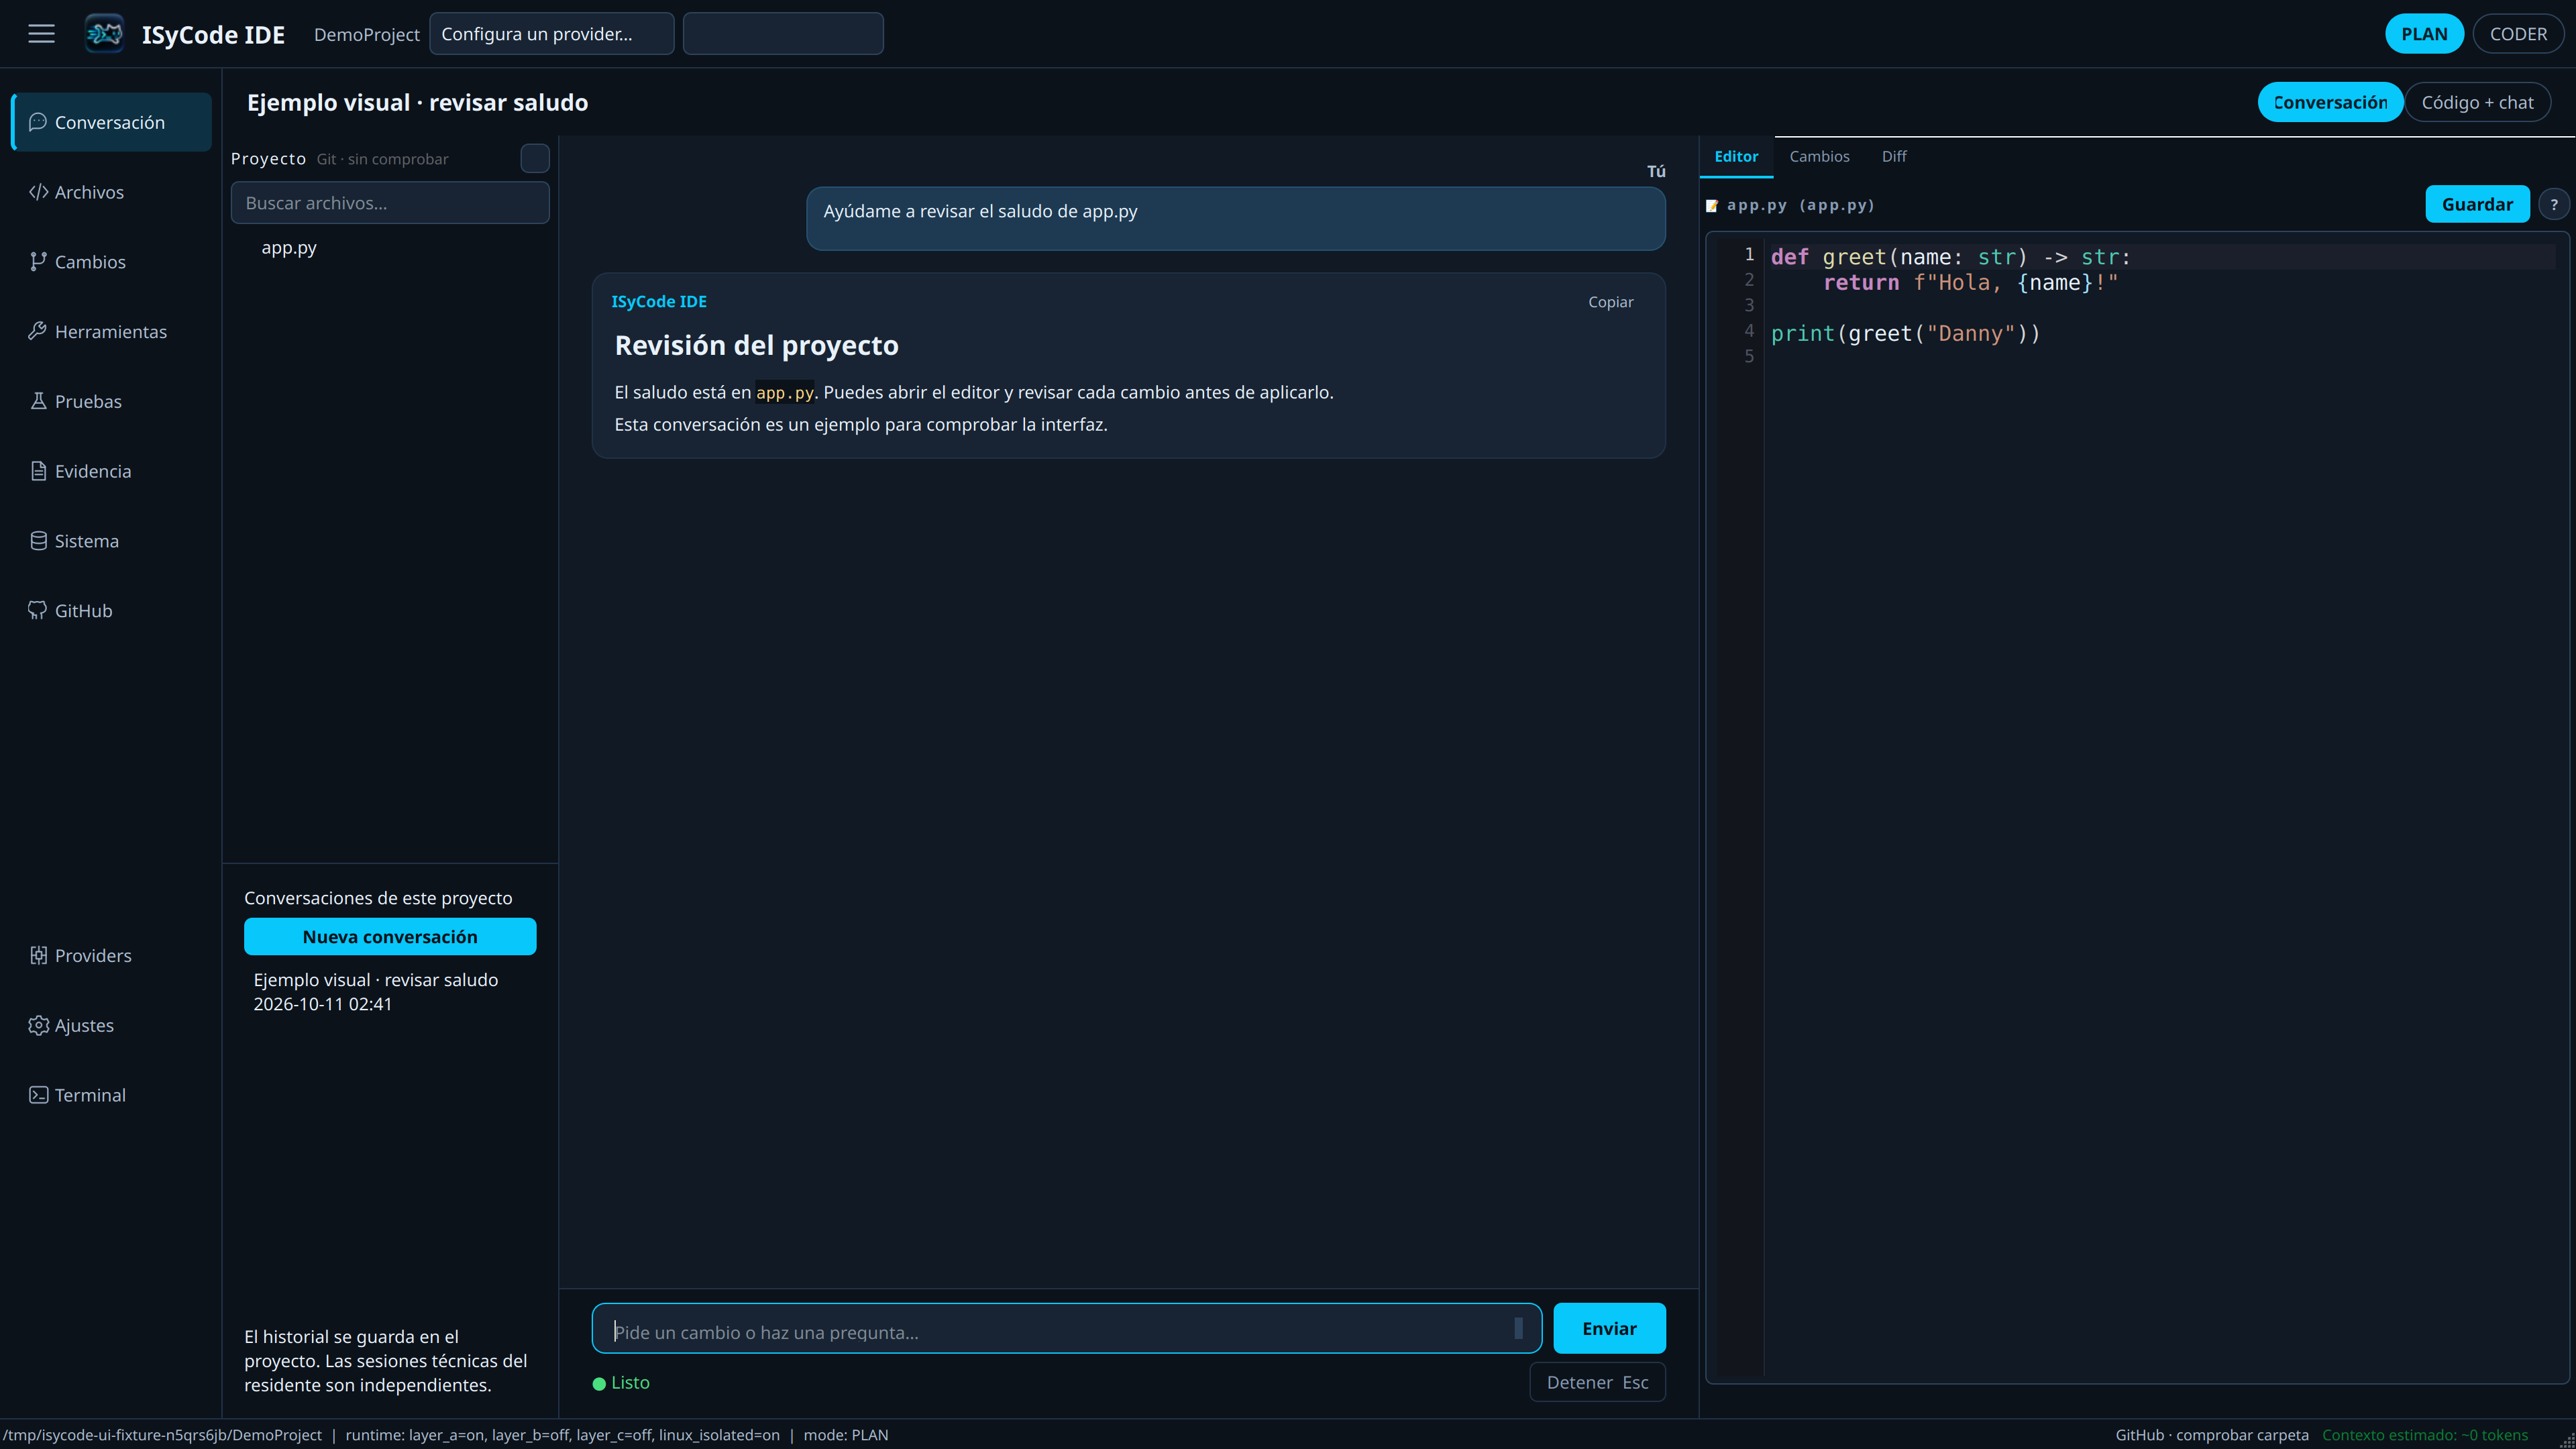 ISyCode IDE
DemoProject
Configura un provider...
PLAN
CODER
Conversación
Archivos
Cambios
Herramientas
Pruebas
Evidencia
Sistema
GitHub
Providers
Ajustes
Terminal
Ejemplo visual · revisar saludo
Conversación
Código + chat
Proyecto Git · sin comprobar
Buscar archivos...
app.py
Conversaciones de este proyecto
Nueva conversación
Ejemplo visual · revisar saludo
2026-10-11 02:41
El historial se guarda en el
proyecto. Las sesiones técnicas del
residente son independientes.
Tú
Ayúdame a revisar el saludo de app.py
ISyCode IDE
Copiar
Revisión del proyecto
El saludo está en app.py. Puedes abrir el editor y revisar cada cambio antes de aplicarlo.
Esta conversación es un ejemplo para comprobar la interfaz.
Pide un cambio o haz una pregunta...
Enviar
Listo
Detener Esc
Editor
Cambios
Diff
app.py (app.py)
Guardar
?
1 def greet(name: str) -> str:
2     return f"Hola, {name}!"
3
4 print(greet("Danny"))
5
/tmp/isycode-ui-fixture-n5qrs6jb/DemoProject | runtime: layer_a=on, layer_b=off, layer_c=off, linux_isolated=on | mode: PLAN
GitHub · comprobar carpeta
Contexto estimado: ~0 tokens